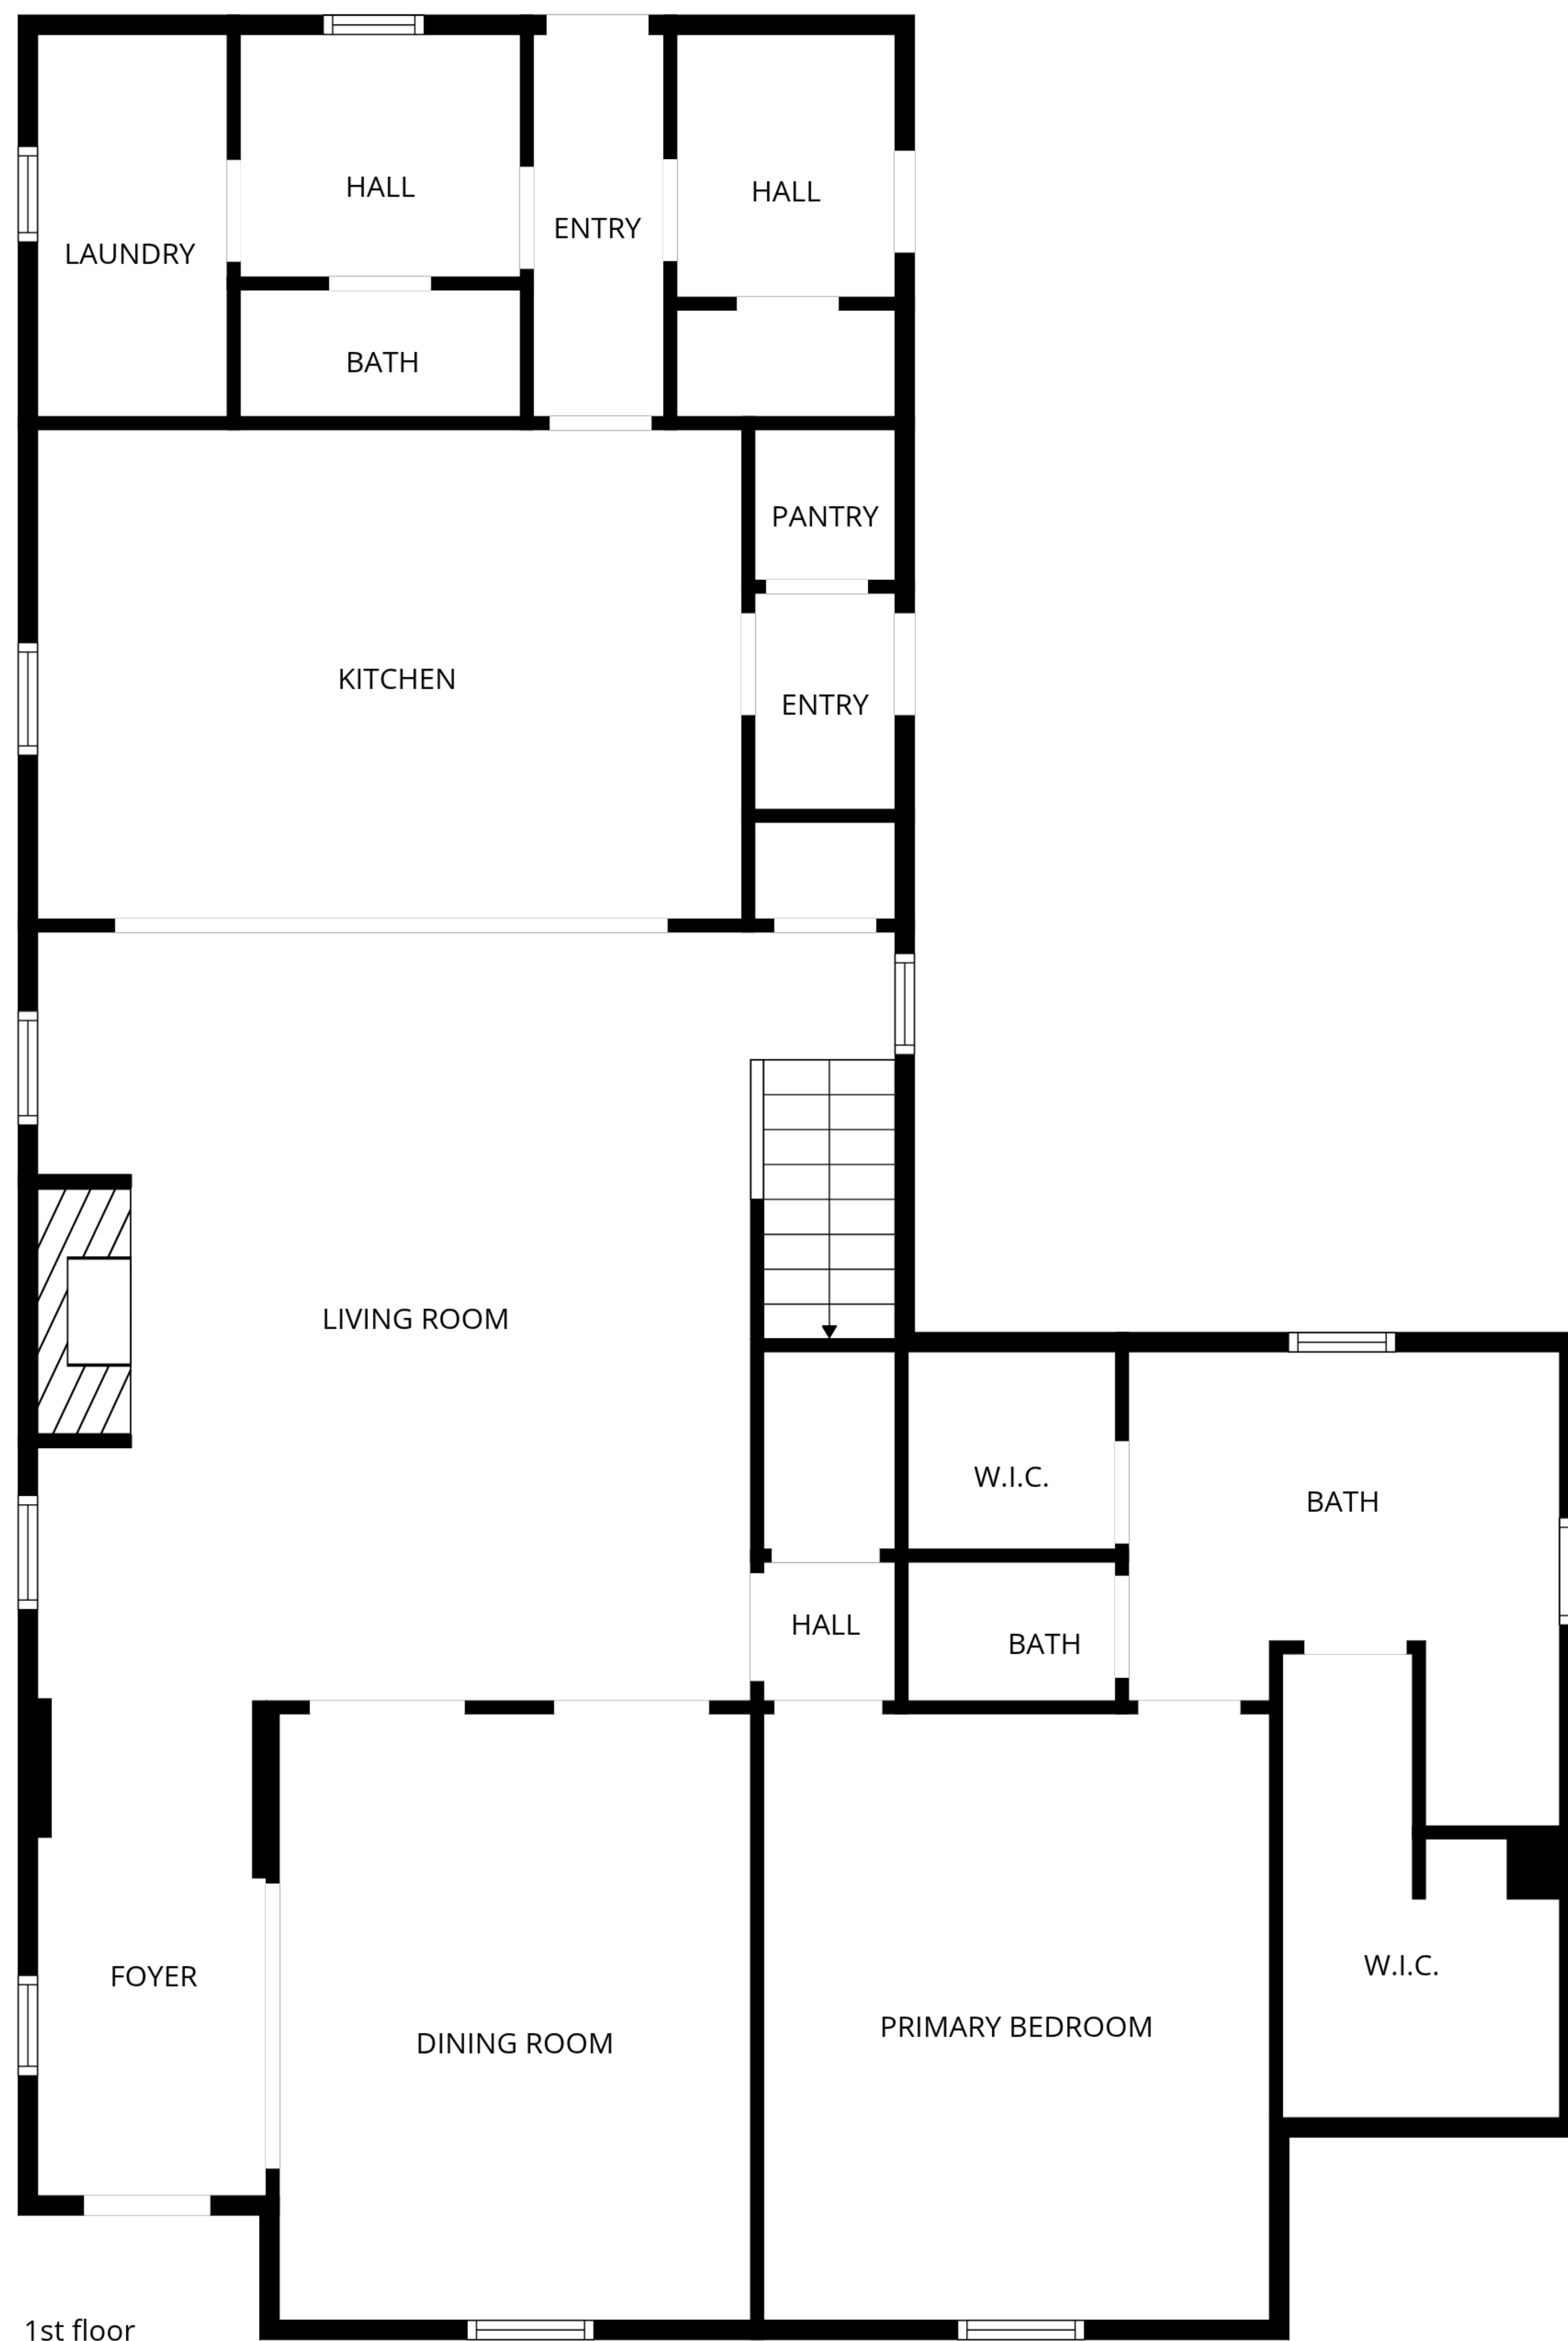 HALL
HALL
ENTRY
LAUNDRY
BATH
PANTRY
KITCHEN
ENTRY
LIVING ROOM
W.I.C.
BATH
HALL
BATH
W.I.C.
FOYER
PRIMARY BEDROOM
DINING ROOM
1st floor